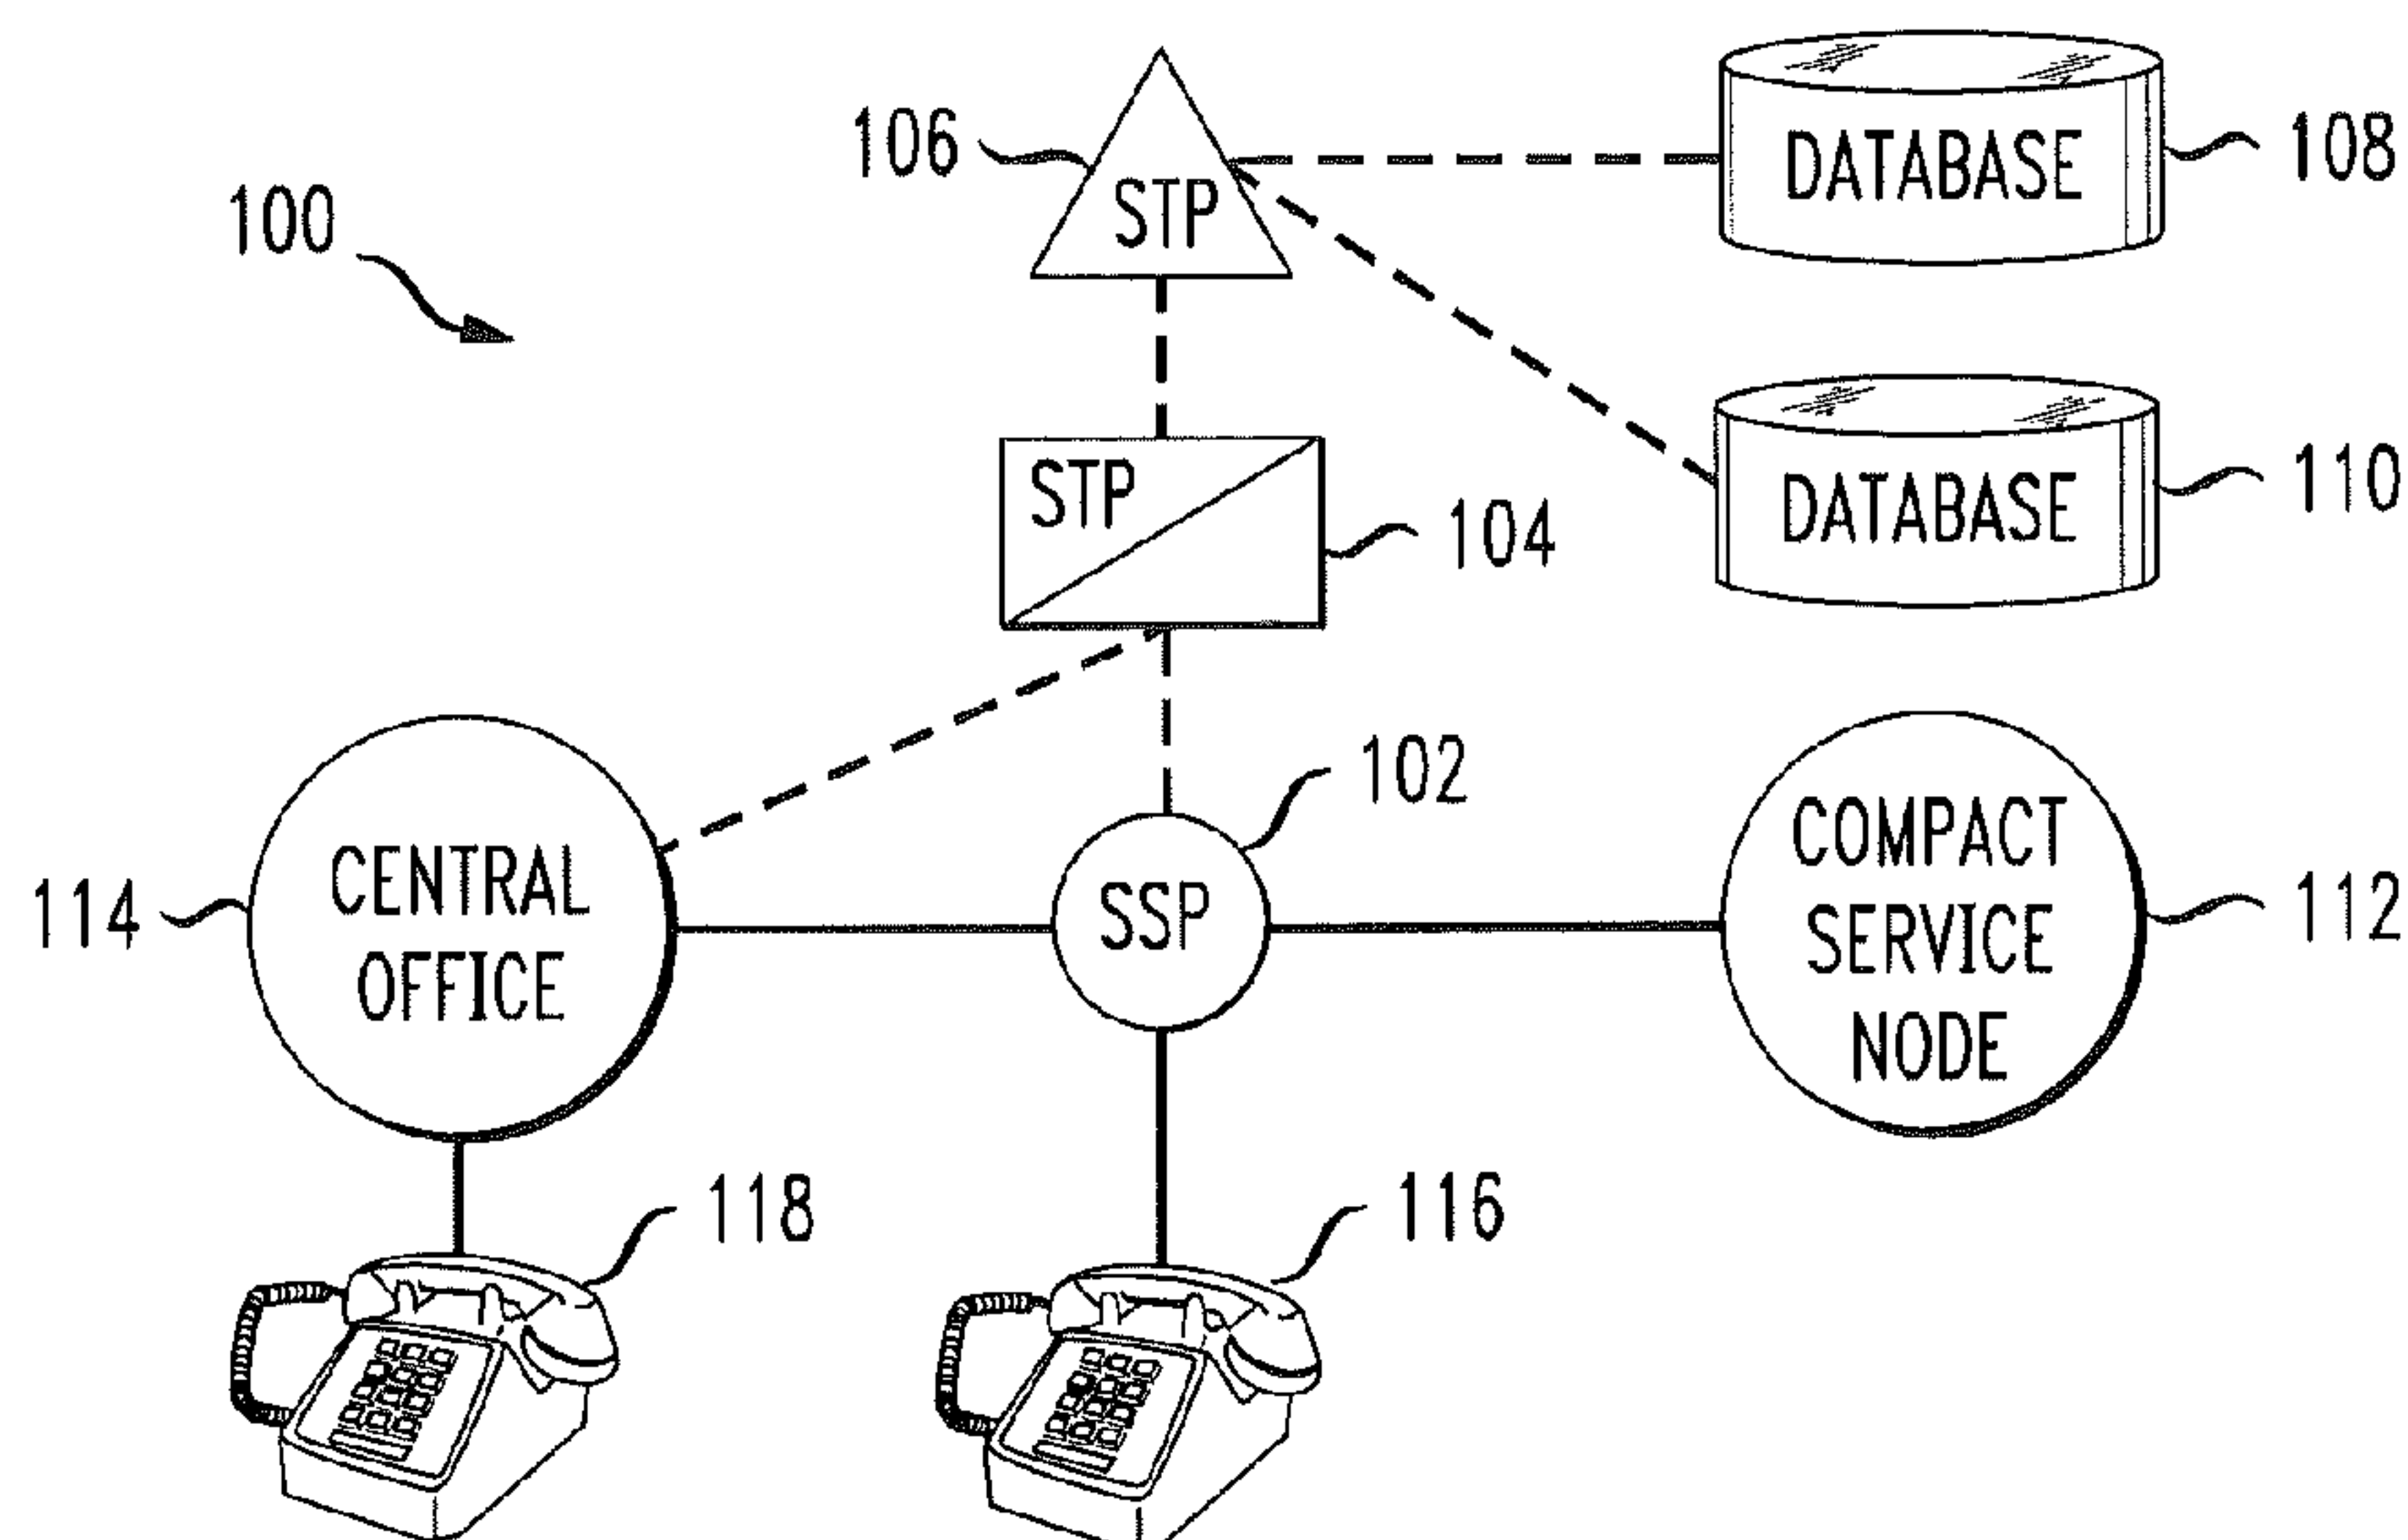 106
STP
DATABASE
108
100
STP
104
DATABASE
110
102
114
CENTRAL
OFFICE
SSP
COMPACT
SERVICE
NODE
112
118
116